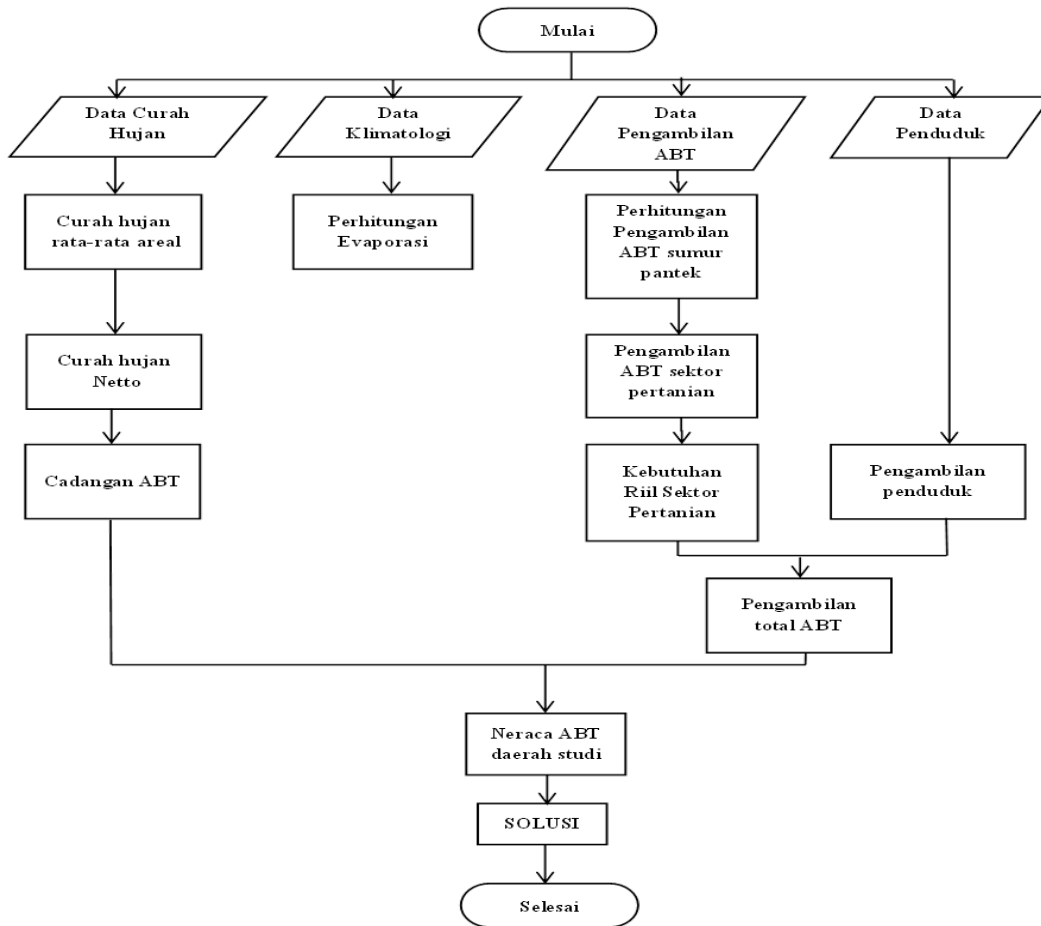 Mulai
Data Curah
Hujan
Data
Klimatologi
Data
Pengambilan
ABT
Data
Penduduk
Curah hujan
rata-rata areal
Perhitungan
Evaporasi
Perhitungan
Pengambilan
ABT sumur
pantek
Curah hujan
Netto
Pengambilan
ABT sektor
pertanian
Cadangan ABT
Kebutuhan
Riil Sektor
Pertanian
Pengambilan
penduduk
Pengambilan
total ABT
Neraca ABT
daerah studi
SOLUSI
Selesai